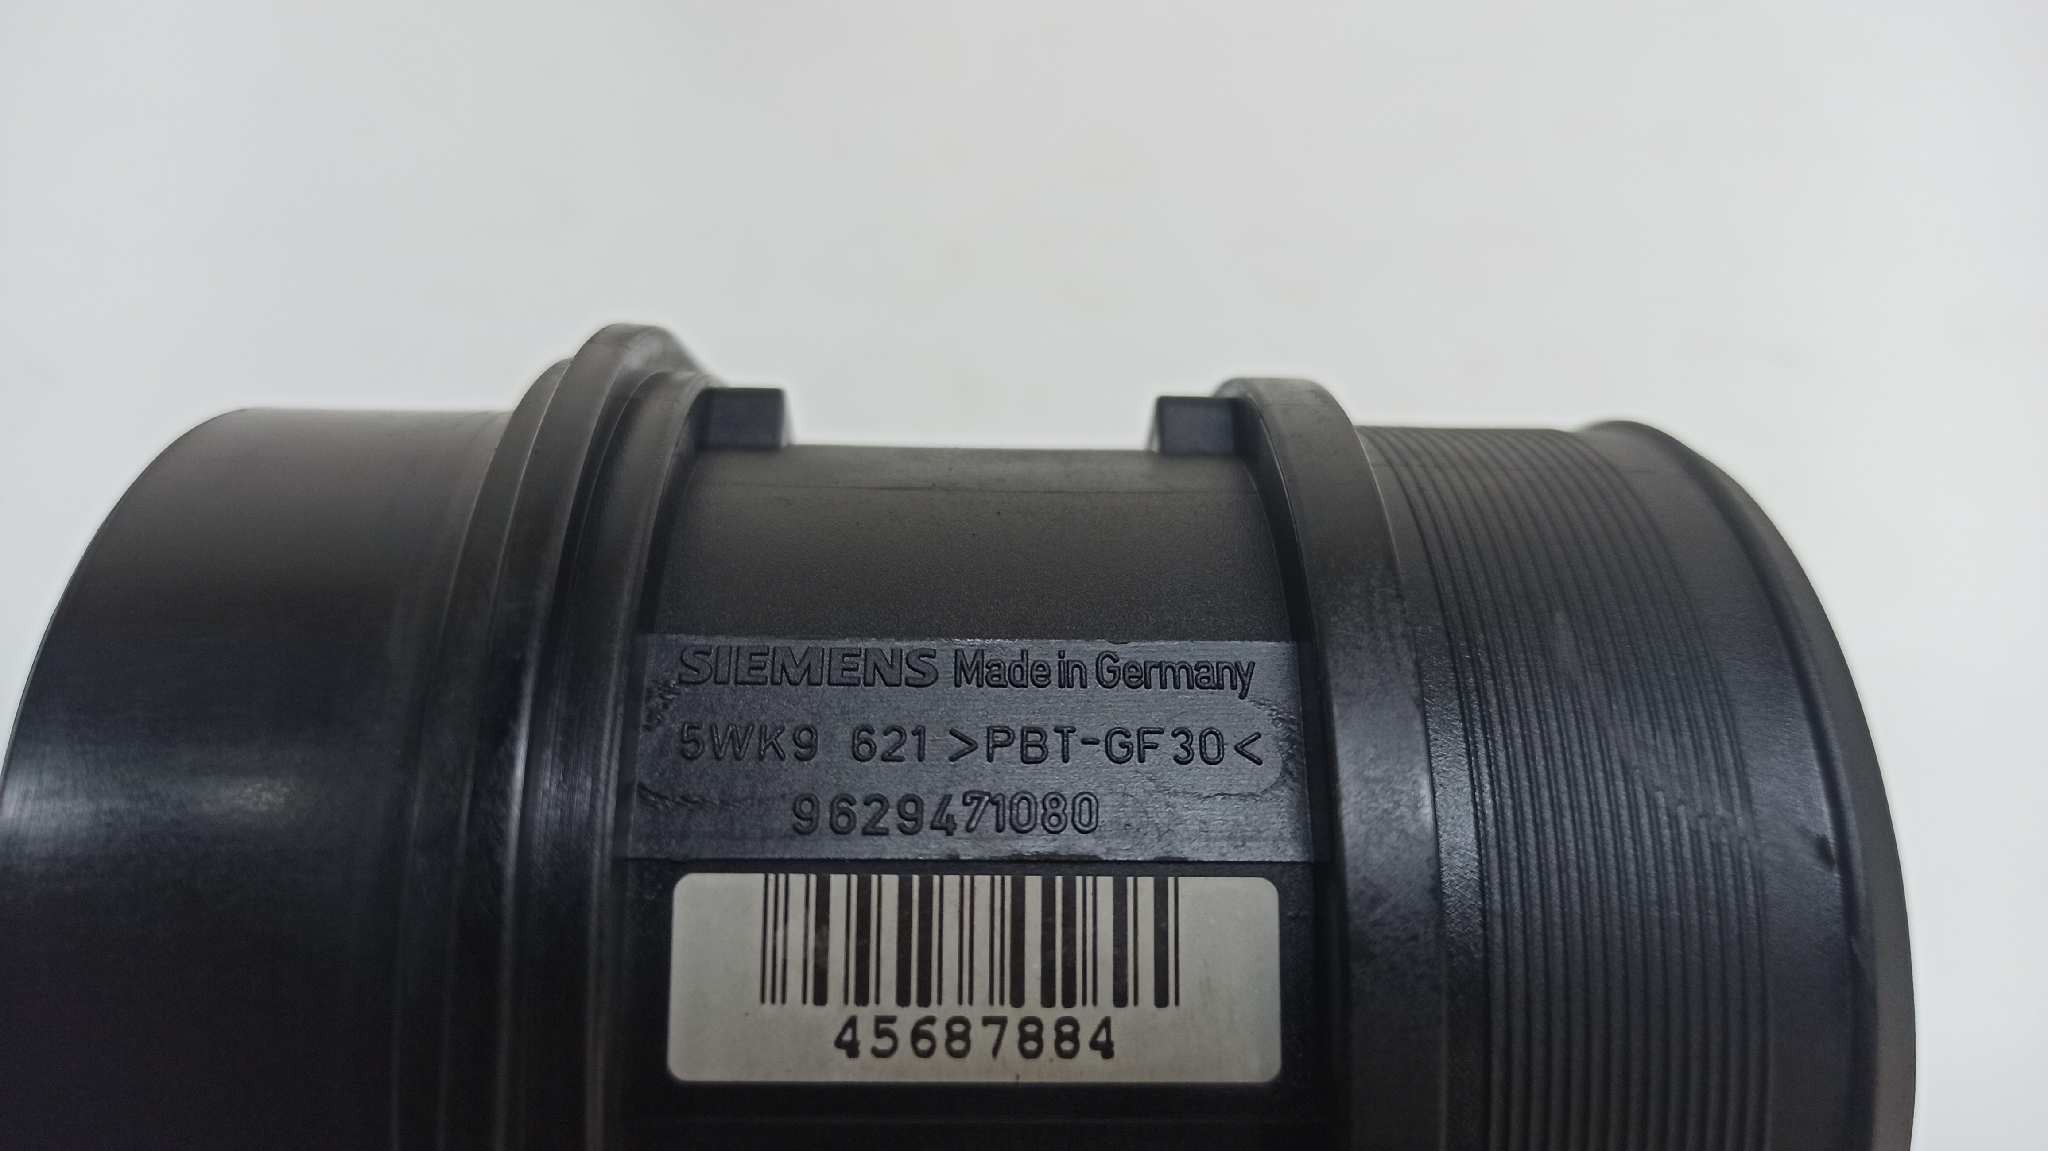 SIEMENS Made in Germany
5WK9 621 >PBT-GF30<
9629471080
45687884